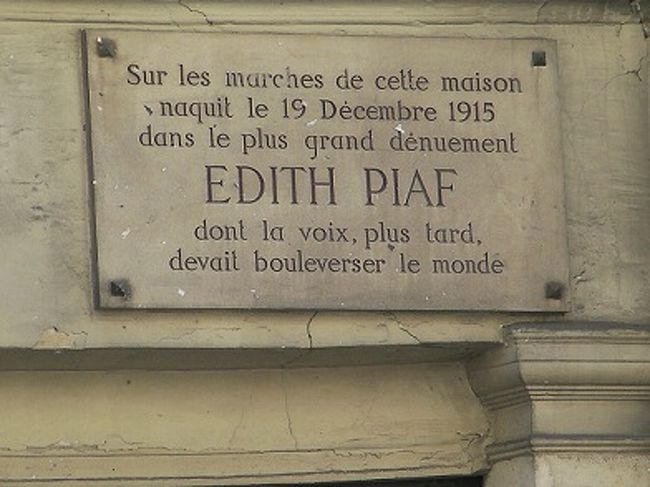 Sur les marches de cette maison
naquit le 19 Décembre 1915
dans le plus grand dénuement
EDITH PIAF
dont la voix, plus tard,
devait bouleverser le monde